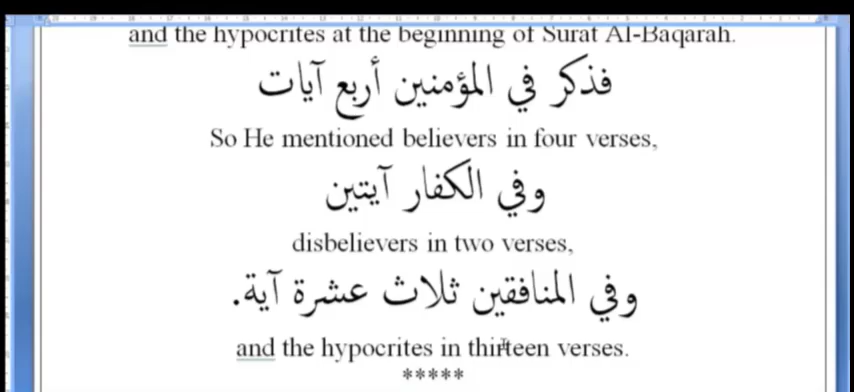 and the hypocrites at the beginning of Surat Al-Baqarah.
فذكر في المؤمنين أربع آيات
So He mentioned believers in four verses,
وفي الكفار آيتين
disbelievers in two verses,
وفي المنافقين ثلاث عشرة آية.
and the hypocrites in thirteen verses.
*****